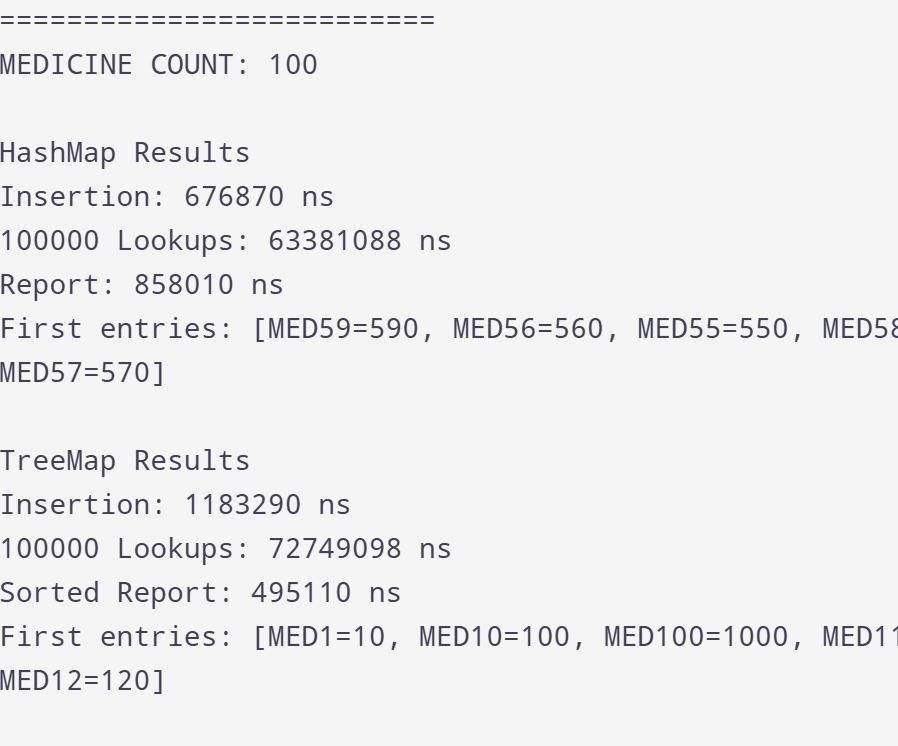 ==========================
MEDICINE COUNT: 100
HashMap Results
Insertion: 676870 ns
100000 Lookups: 63381088 ns
Report: 858010 ns
First entries: [MED59=590, MED56=560, MED55=550, MED58
MED57=570]
TreeMap Results
Insertion: 1183290 ns
100000 Lookups: 72749098 ns
Sorted Report: 495110 ns
First entries: [MED1=10, MED10=100, MED100=1000, MED11
MED12=120]